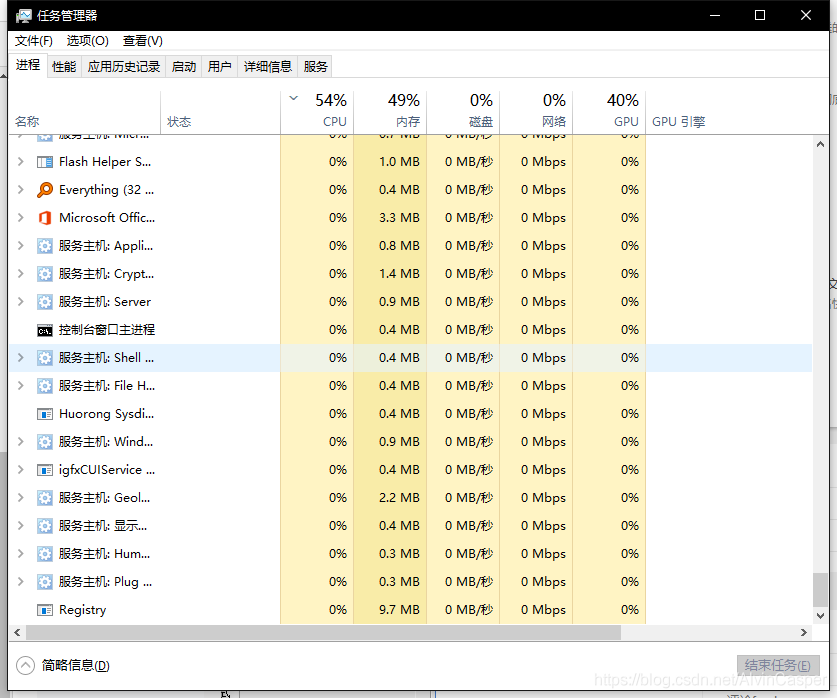 任务管理器
文件(F) 选项(O) 查看(V)
进程 性能 应用历史记录 启动 用户 详细信息 服务
54% 49% 0% 0% 40%
名称 状态 CPU 内存 磁盘 网络 GPU GPU 引擎
服务主机: Micr... 0% 0.7 MB 0 MB/秒 0 Mbps 0%
Flash Helper S... 0% 1.0 MB 0 MB/秒 0 Mbps 0%
Everything (32 ... 0% 0.4 MB 0 MB/秒 0 Mbps 0%
Microsoft Offic... 0% 3.3 MB 0 MB/秒 0 Mbps 0%
服务主机: Appli... 0% 0.8 MB 0 MB/秒 0 Mbps 0%
服务主机: Crypt... 0% 1.4 MB 0 MB/秒 0 Mbps 0%
服务主机: Server 0% 0.9 MB 0 MB/秒 0 Mbps 0%
控制台窗口主进程 0% 0.4 MB 0 MB/秒 0 Mbps 0%
服务主机: Shell ... 0% 0.4 MB 0 MB/秒 0 Mbps 0%
服务主机: File H... 0% 0.4 MB 0 MB/秒 0 Mbps 0%
Huorong Sysdi... 0% 0.4 MB 0 MB/秒 0 Mbps 0%
服务主机: Wind... 0% 0.9 MB 0 MB/秒 0 Mbps 0%
igfxCUIService ... 0% 0.4 MB 0 MB/秒 0 Mbps 0%
服务主机: Geol... 0% 2.2 MB 0 MB/秒 0 Mbps 0%
服务主机: 显示... 0% 0.4 MB 0 MB/秒 0 Mbps 0%
服务主机: Hum... 0% 0.3 MB 0 MB/秒 0 Mbps 0%
服务主机: Plug ... 0% 0.3 MB 0 MB/秒 0 Mbps 0%
Registry 0% 9.7 MB 0 MB/秒 0 Mbps 0%
简略信息(D) 结束任务(E)
https://blog.csdn.net/AlvinCasper